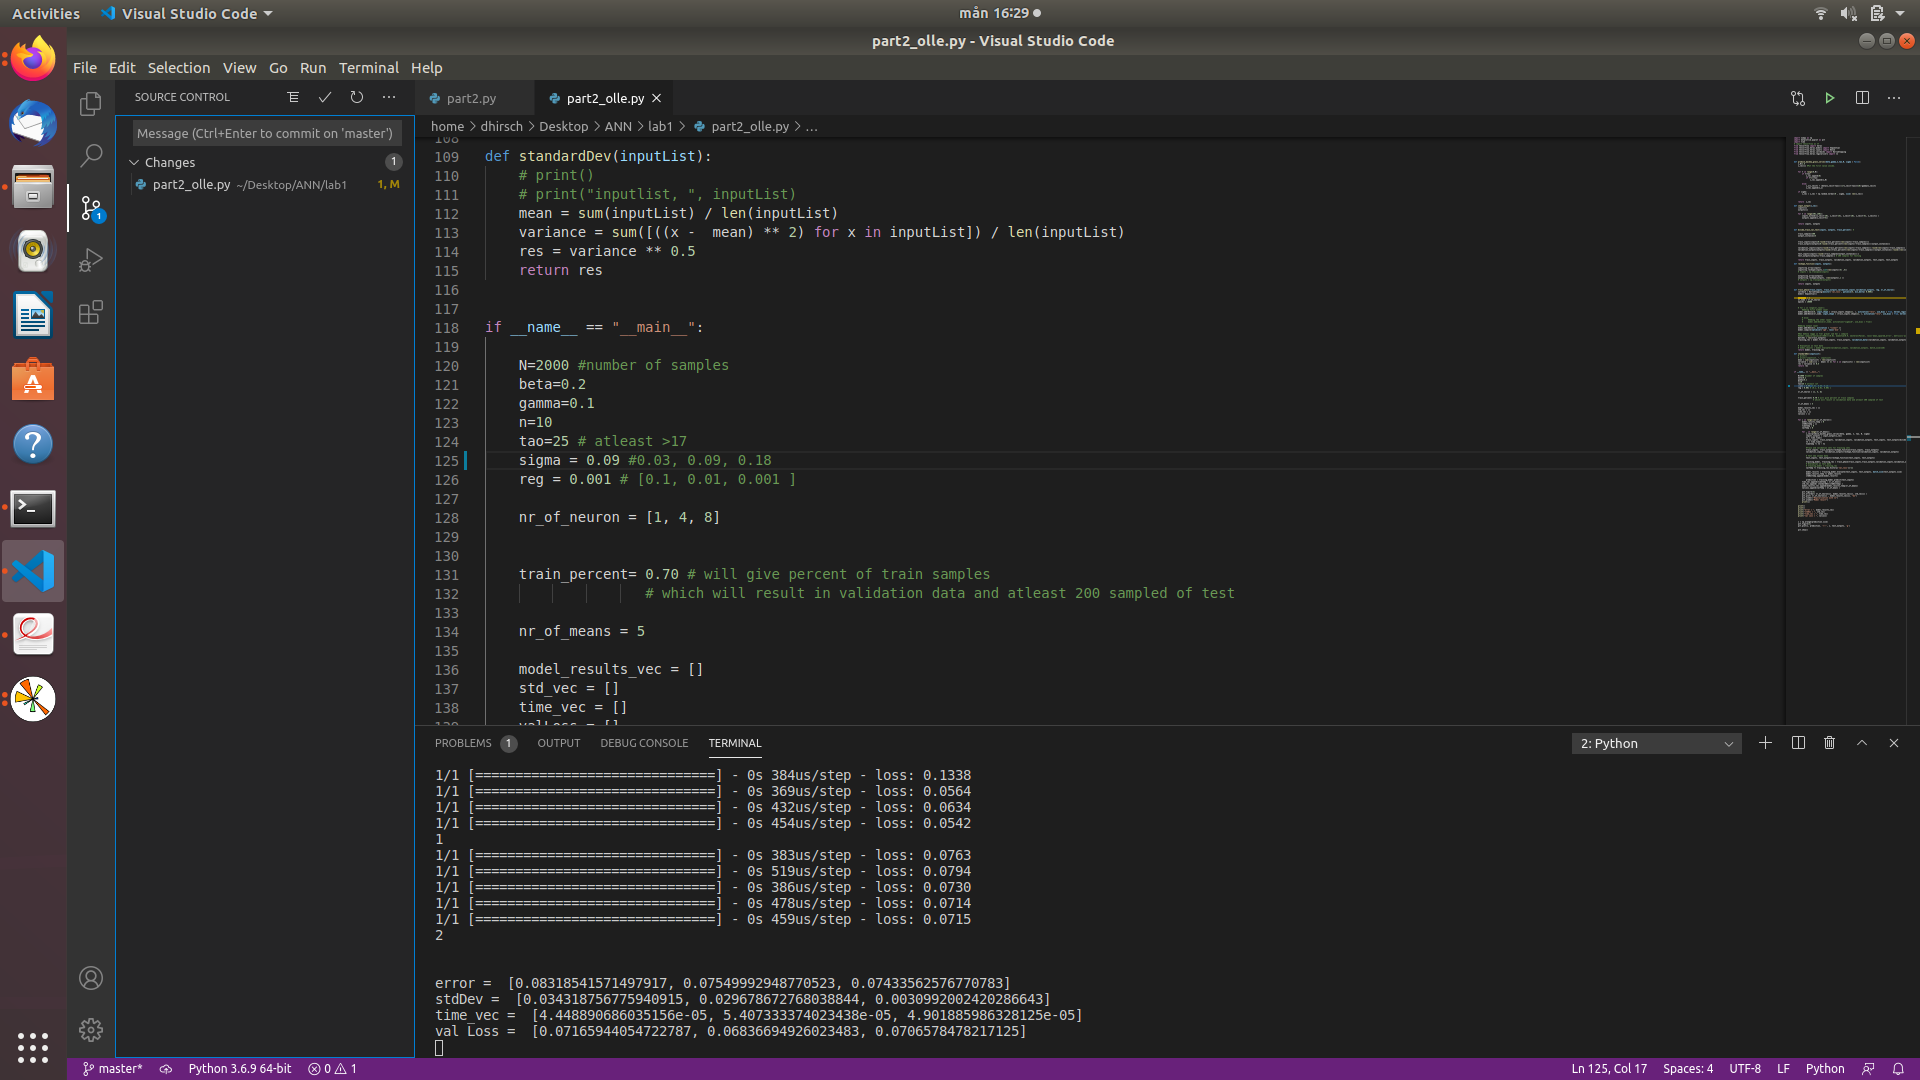 Activities
Visual Studio Code
mån 16:29
part2_olle.py - Visual Studio Code
File Edit Selection View Go Run Terminal Help
SOURCE CONTROL
Message (Ctrl+Enter to commit on 'master')
Changes
1
part2_olle.py ~/Desktop/ANN/lab1 1, M
1
part2.py
part2_olle.py
home > dhirsch > Desktop > ANN > lab1 > part2_olle.py > ...
108
109 def standardDev(inputList):
110 # print()
111 # print("inputlist, ", inputList)
112 mean = sum(inputList) / len(inputList)
113 variance = sum([((x -  mean) ** 2) for x in inputList]) / len(inputList)
114 res = variance ** 0.5
115 return res
116
117
118 if __name__ == "__main__":
119
120 N=2000 #number of samples
121 beta=0.2
122 gamma=0.1
123 n=10
124 tao=25 # atleast >17
125 sigma = 0.09 #0.03, 0.09, 0.18
126 reg = 0.001 # [0.1, 0.01, 0.001 ]
127
128 nr_of_neuron = [1, 4, 8]
129
130
131 train_percent= 0.70 # will give percent of train samples
132 # which will result in validation data and atleast 200 sampled of test
133
134 nr_of_means = 5
135
136 model_results_vec = []
137 std_vec = []
138 time_vec = []
139 valLoss = []
PROBLEMS 1 OUTPUT DEBUG CONSOLE TERMINAL
2: Python
1/1 [==============================] - 0s 384us/step - loss: 0.1338
1/1 [==============================] - 0s 369us/step - loss: 0.0564
1/1 [==============================] - 0s 432us/step - loss: 0.0634
1/1 [==============================] - 0s 454us/step - loss: 0.0542
1
1/1 [==============================] - 0s 383us/step - loss: 0.0763
1/1 [==============================] - 0s 519us/step - loss: 0.0794
1/1 [==============================] - 0s 386us/step - loss: 0.0730
1/1 [==============================] - 0s 478us/step - loss: 0.0714
1/1 [==============================] - 0s 459us/step - loss: 0.0715
2
error =  [0.08318541571497917, 0.07549992948770523, 0.07433562576770783]
stdDev =  [0.034318756775940915, 0.029678672768038844, 0.0030992002420286643]
time_vec =  [4.448890686035156e-05, 5.407333374023438e-05, 4.901885986328125e-05]
val Loss =  [0.07165944054722787, 0.06836694926023483, 0.0706578478217125]
master* Python 3.6.9 64-bit 0 1
Ln 125, Col 17 Spaces: 4 UTF-8 LF Python